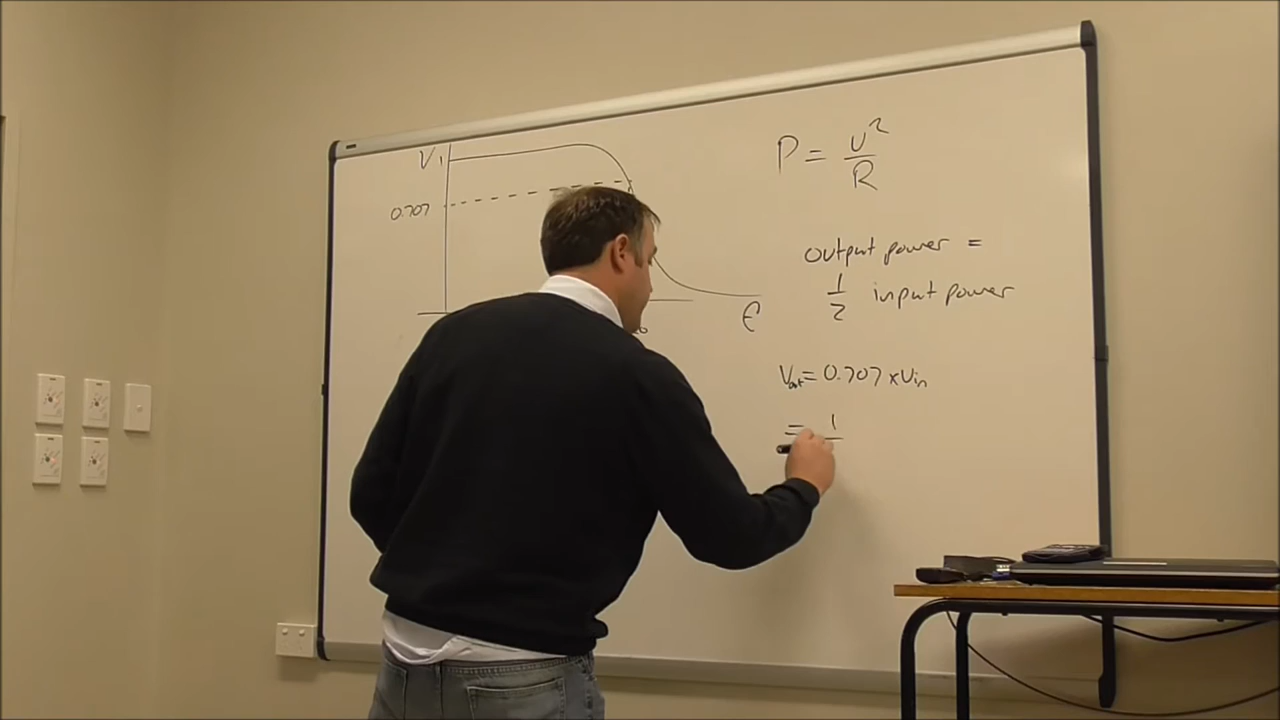 V₁
0.707
f
P = V²/R
output power =
1/2 input power
Vout = 0.707 x Vin
= 1